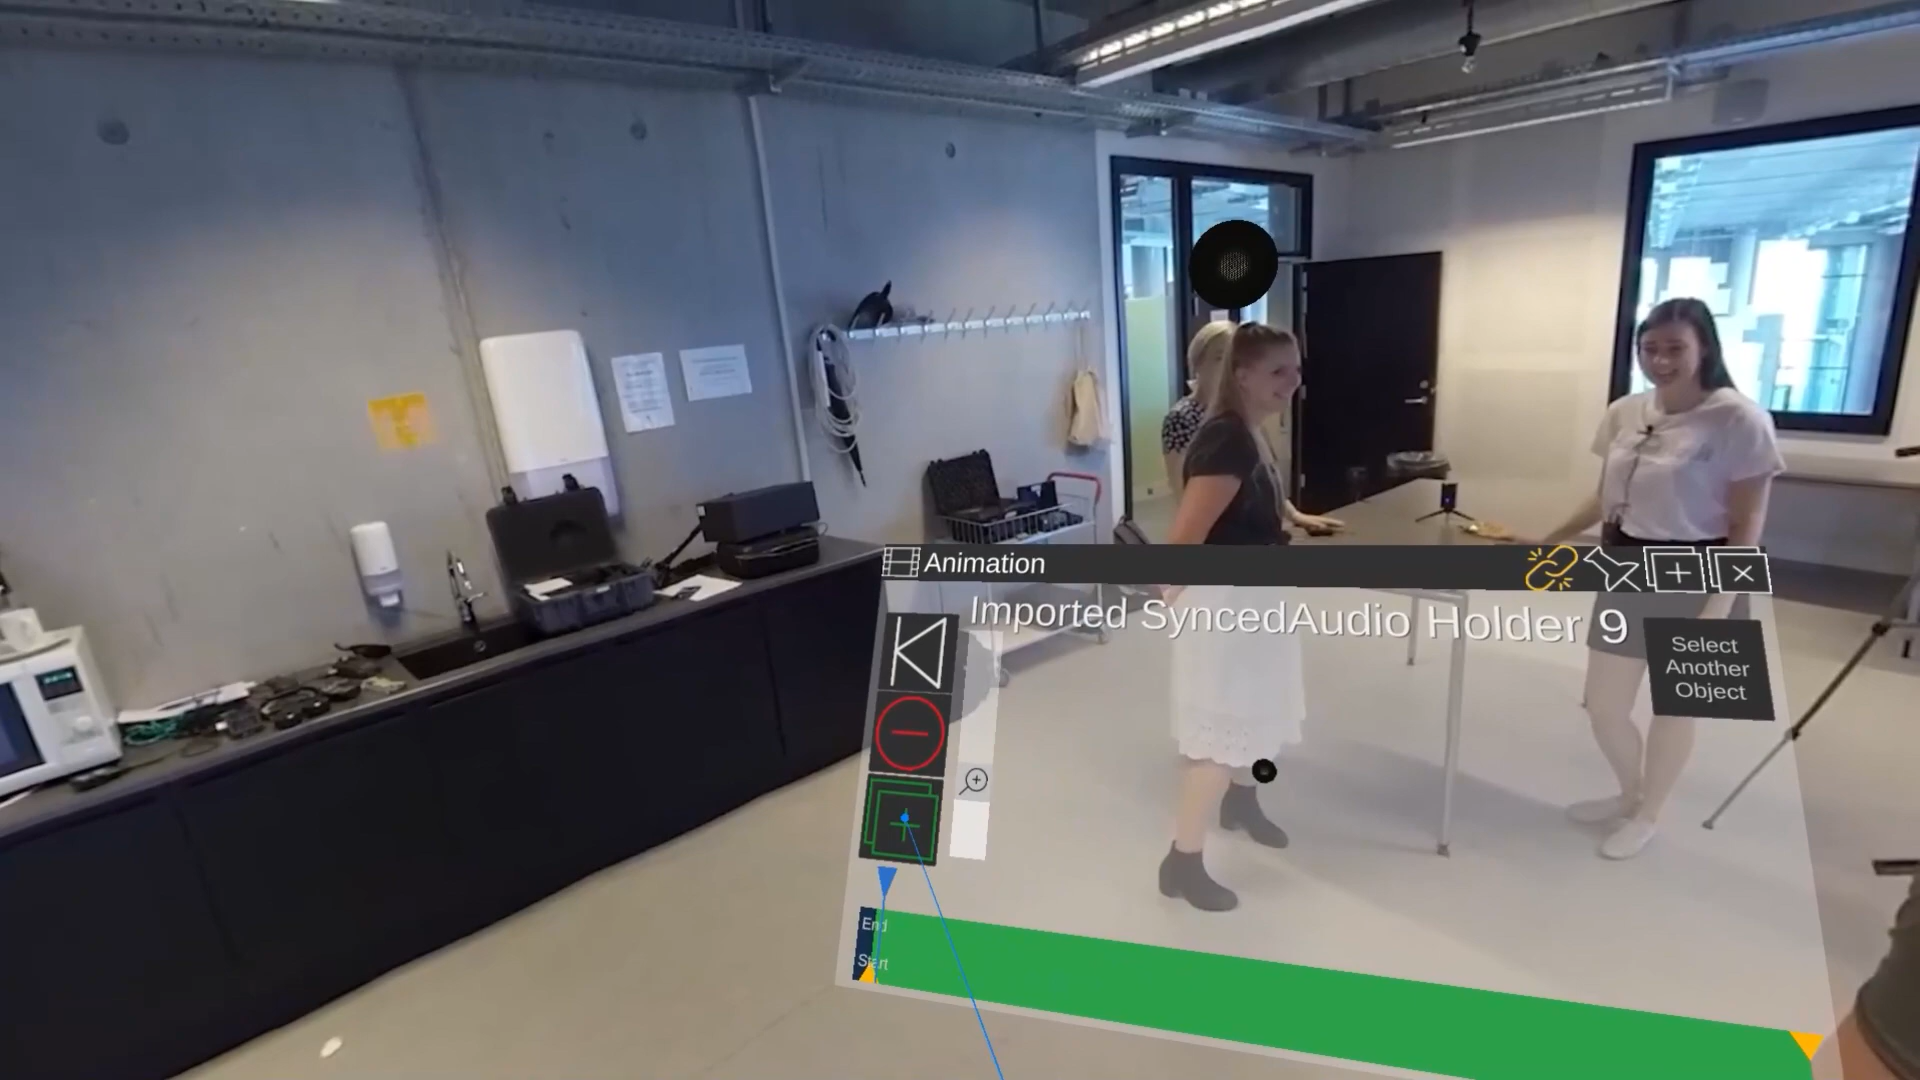 Animation
Imported SyncedAudio Holder 9
Select
Another
Object
End
Start